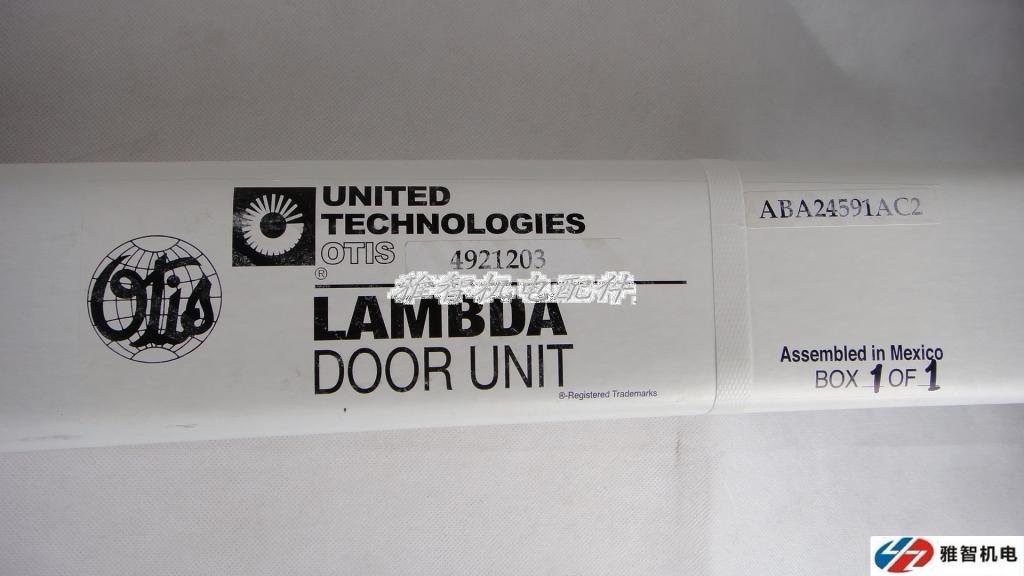 Otis
UNITED
TECHNOLOGIES
OTIS
®
4921203
雅智机电配件
LAMBDA
DOOR UNIT
®-Registered Trademarks
ABA24591AC2
Assembled in Mexico
BOX 1 OF 1
雅智机电